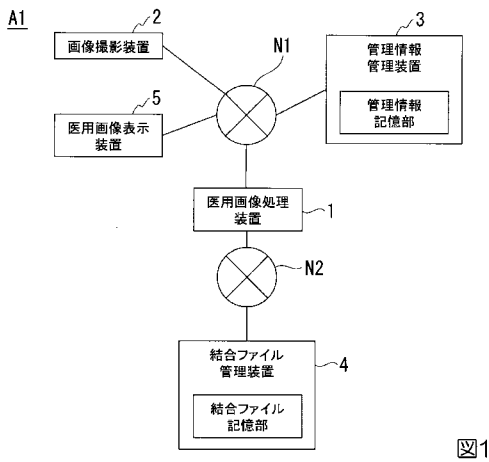 A1
2
画像撮影装置
N1
3
管理情報
管理装置
管理情報
記憶部
5
医用画像表示
装置
医用画像処理
装置
1
N2
結合ファイル
管理装置
4
結合ファイル
記憶部
図1